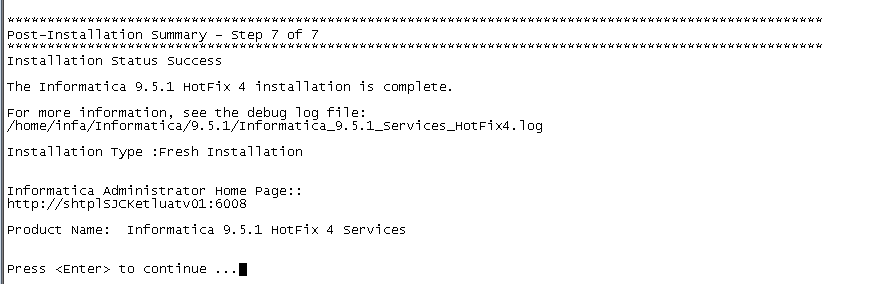 *******************************************************************************************************
Post-Installation Summary - Step 7 of 7
*******************************************************************************************************
Installation Status Success
The Informatica 9.5.1 HotFix 4 installation is complete.
For more information, see the debug log file:
/home/infa/Informatica/9.5.1/Informatica_9.5.1_Services_HotFix4.log
Installation Type :Fresh Installation
Informatica Administrator Home Page::
http://shtplSJCKetluatv01:6008
Product Name:  Informatica 9.5.1 HotFix 4 Services
Press <Enter> to continue ...